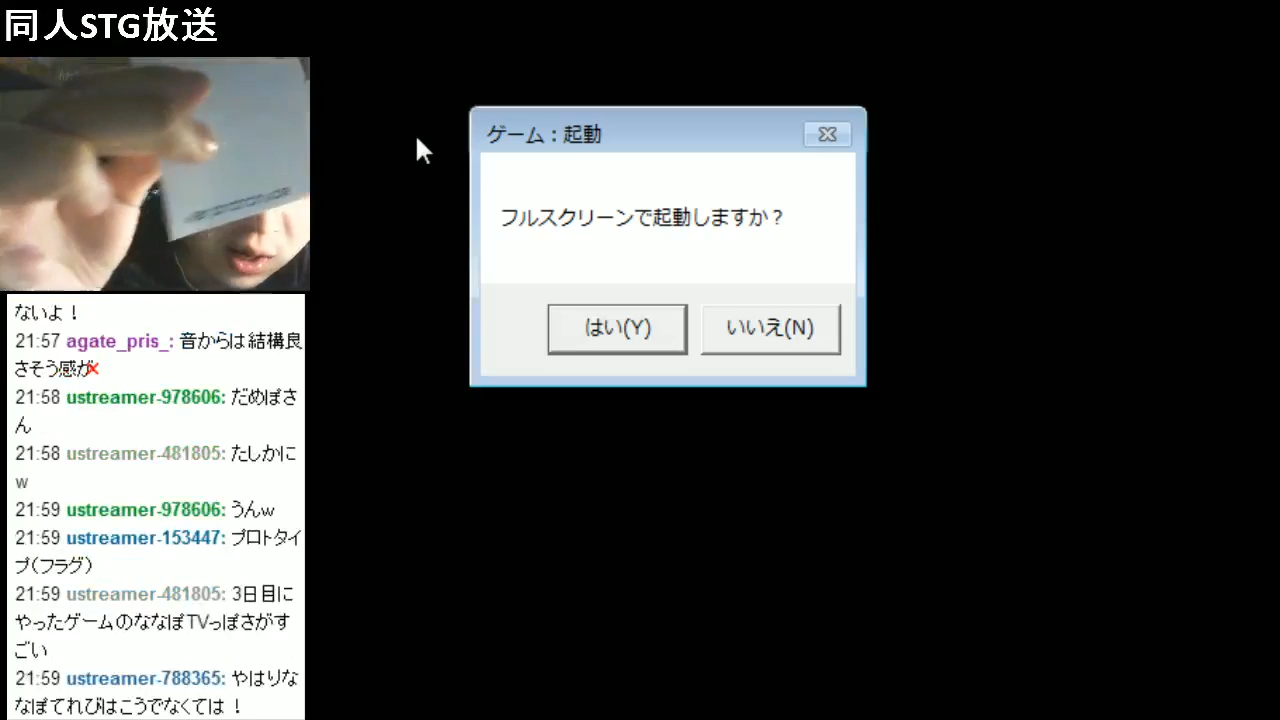 同人STG放送
ゲーム：起動
フルスクリーンで起動しますか？
はい(Y)
いいえ(N)
ないよ！
21:57 agate_pris_: 音からは結構良
さそう感が
21:58 ustreamer-978606: だめぽさ
ん
21:58 ustreamer-481805: たしかに
w
21:59 ustreamer-978606: うんw
21:59 ustreamer-153447: プロトタイ
プ（フラグ）
21:59 ustreamer-481805: 3日目に
やったゲームのななぽTVっぽさがす
ごい
21:59 ustreamer-788365: やはりな
なぽてれびはこうでなくては！